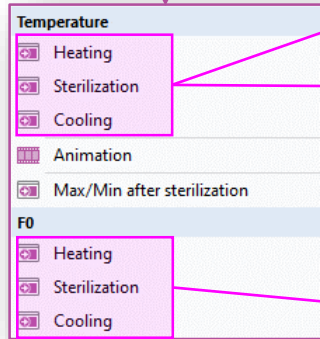 Temperature
Heating
Sterilization
Cooling
Animation
Max/Min after sterilization
F0
Heating
Sterilization
Cooling